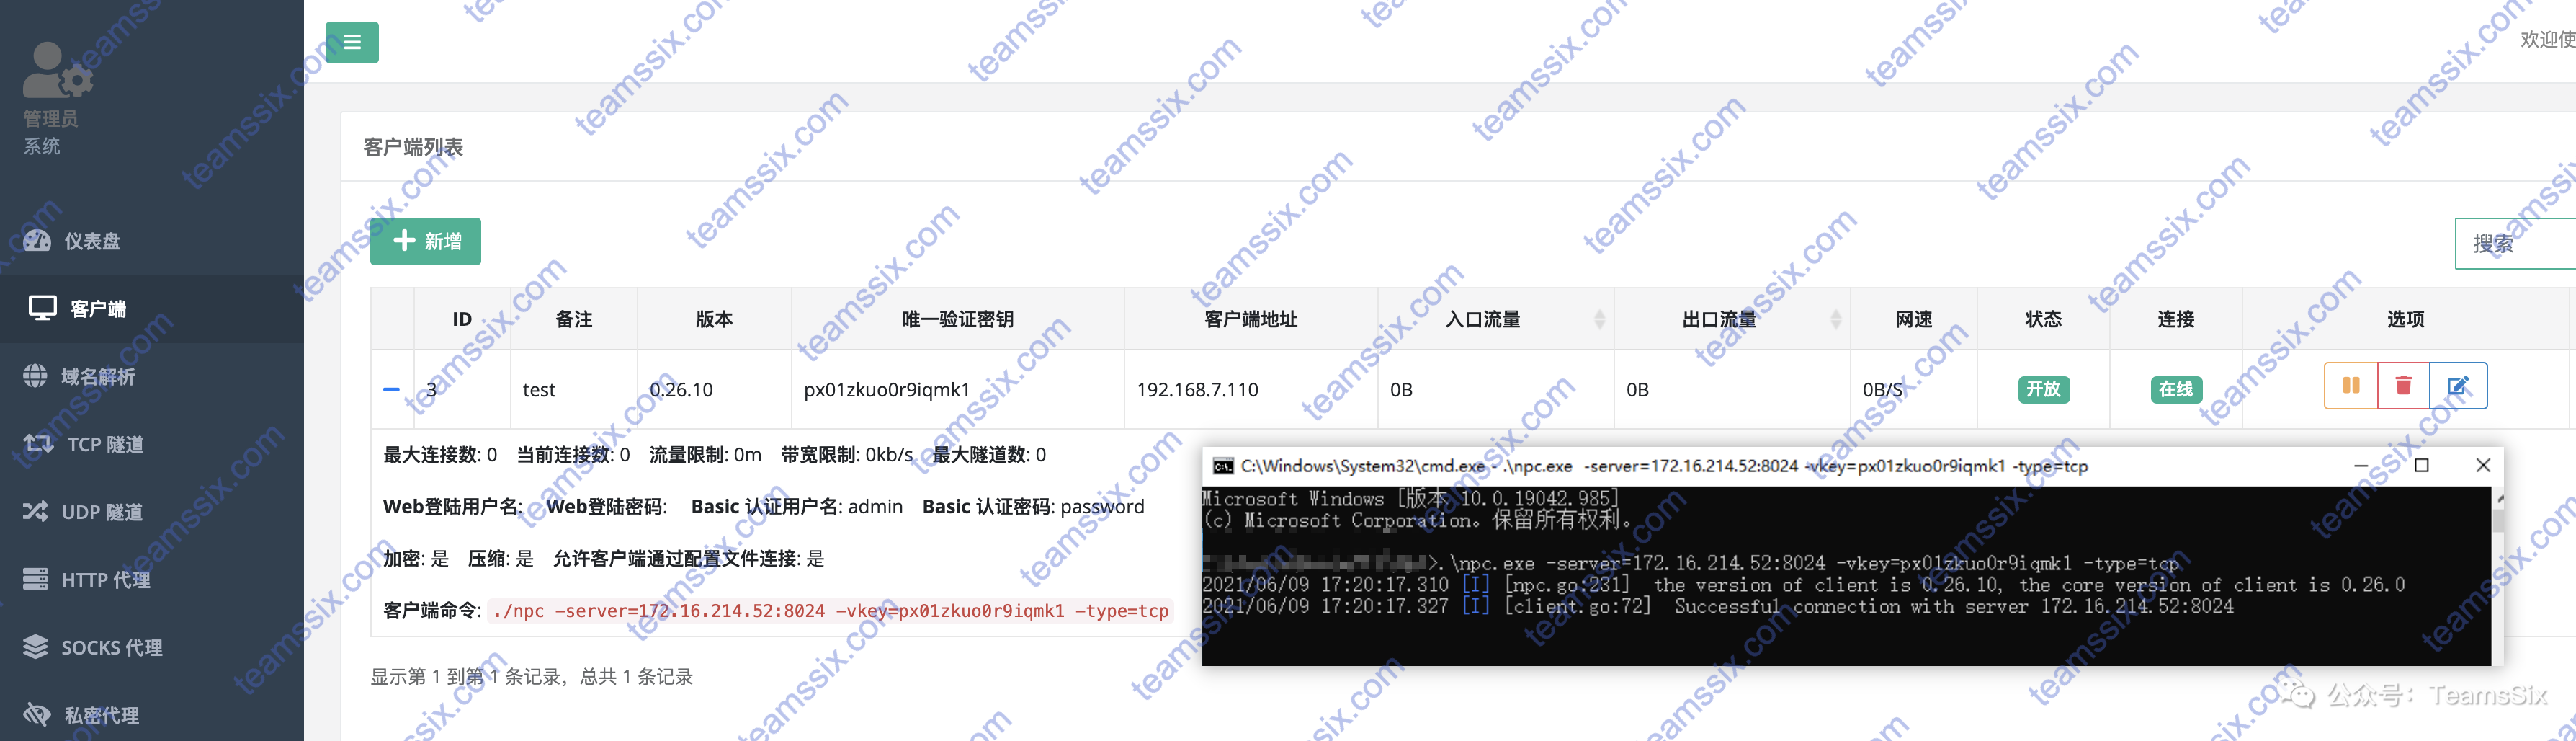 欢迎使
管理员
系统
仪表盘
客户端
域名解析
TCP 隧道
UDP 隧道
HTTP 代理
SOCKS 代理
私密代理
客户端列表
新增
搜索
ID 备注 版本 唯一验证密钥 客户端地址 入口流量 出口流量 网速 状态 连接 选项
3 test 0.26.10 px01zkuo0r9iqmk1 192.168.7.110 0B 0B 0B/S 开放 在线
最大连接数: 0 当前连接数: 0 流量限制: 0m 带宽限制: 0kb/s 最大隧道数: 0
Web登陆用户名: Web登陆密码: Basic 认证用户名: admin Basic 认证密码: password
加密: 是 压缩: 是 允许客户端通过配置文件连接: 是
客户端命令: ./npc -server=172.16.214.52:8024 -vkey=px01zkuo0r9iqmk1 -type=tcp
显示第 1 到第 1 条记录，总共 1 条记录
C:\Windows\System32\cmd.exe - .\npc.exe -server=172.16.214.52:8024 -vkey=px01zkuo0r9iqmk1 -type=tcp
Microsoft Windows [版本 10.0.19042.985]
(c) Microsoft Corporation。保留所有权利。
>.\npc.exe -server=172.16.214.52:8024 -vkey=px01zkuo0r9iqmk1 -type=tcp
2021/06/09 17:20:17.310 [I] [npc.go:231] the version of client is 0.26.10, the core version of client is 0.26.0
2021/06/09 17:20:17.327 [I] [client.go:72] Successful connection with server 172.16.214.52:8024
公众号：TeamsSix
teamssix.com